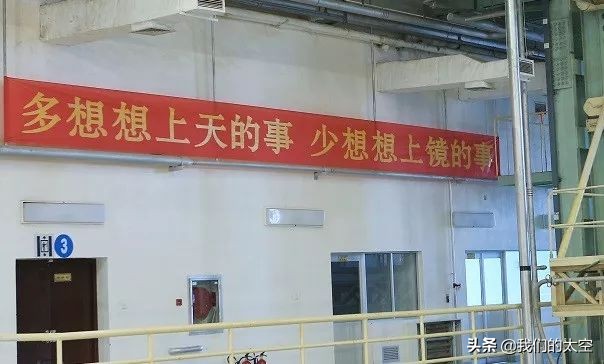 多想想上天的事 少想想上镜的事
3
头条 @我们的太空